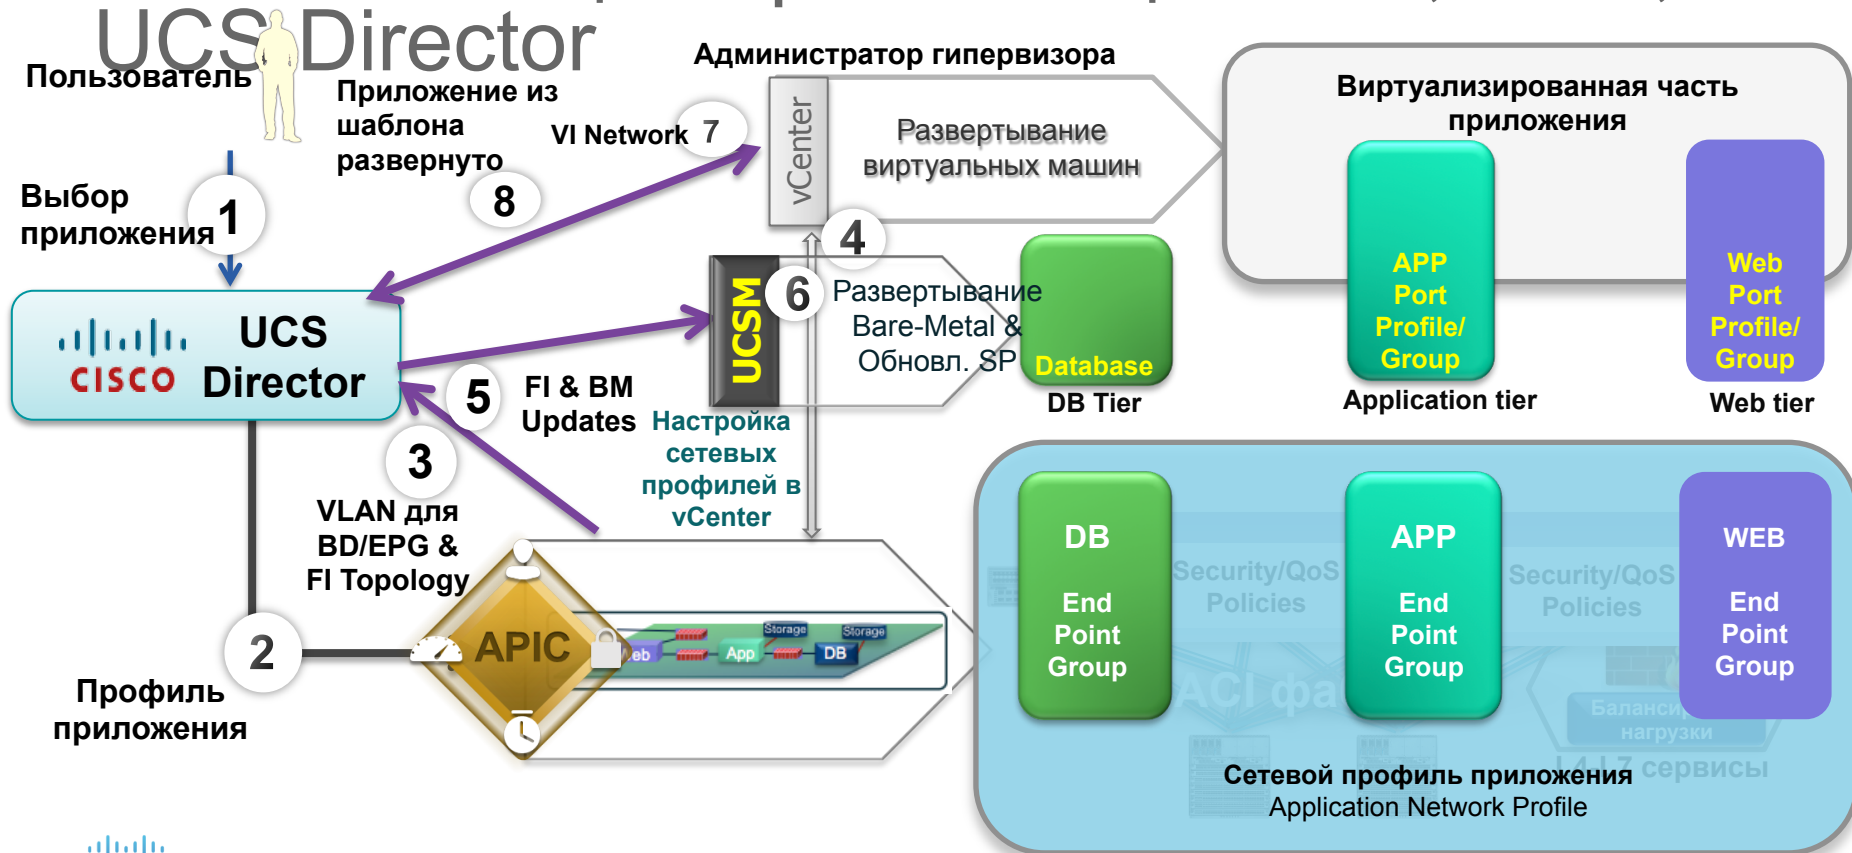 UCS Director
Пользователь
Администратор гипервизора
Приложение из
шаблона
развернуто
VI Network
7
8
vCenter
Развертывание
виртуальных машин
Виртуализированная часть
приложения
Выбор
приложения
1
4
APP
Port
Profile/
Group
Web
Port
Profile/
Group
CISCO
UCS
Director
UCSM
6
Развертывание
Bare-Metal &
Обновл. SP
Database
DB Tier
Application tier
Web tier
5
FI & BM
Updates
3
Настройка
сетевых
профилей в
vCenter
VLAN для
BD/EPG &
FI Topology
2
Профиль
приложения
APIC
App
Storage
DB
Storage
DB
End
Point
Group
Security/QoS
Policies
APP
End
Point
Group
Security/QoS
Policies
WEB
End
Point
Group
ACI
нагрузки
L4-L7 сервисы
Сетевой профиль приложения
Application Network Profile